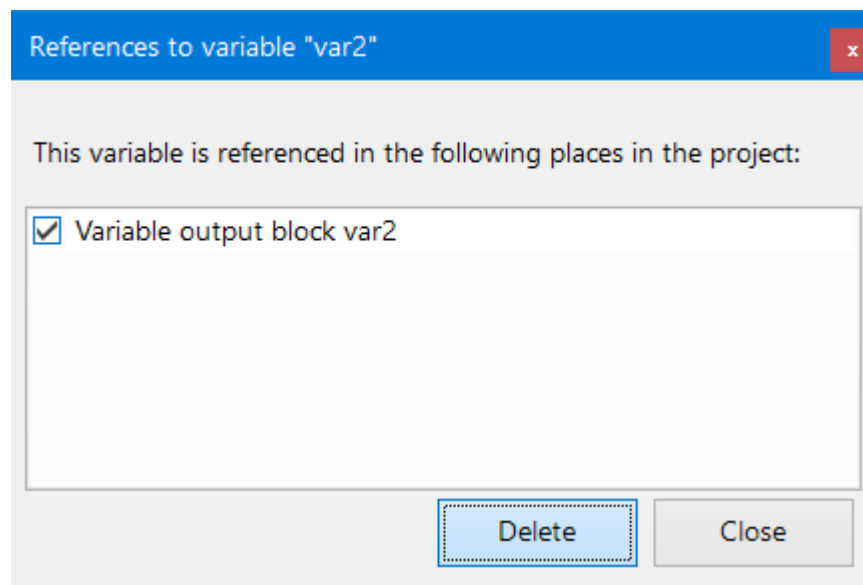 References to variable "var2"
x
This variable is referenced in the following places in the project:
Variable output block var2
Delete
Close